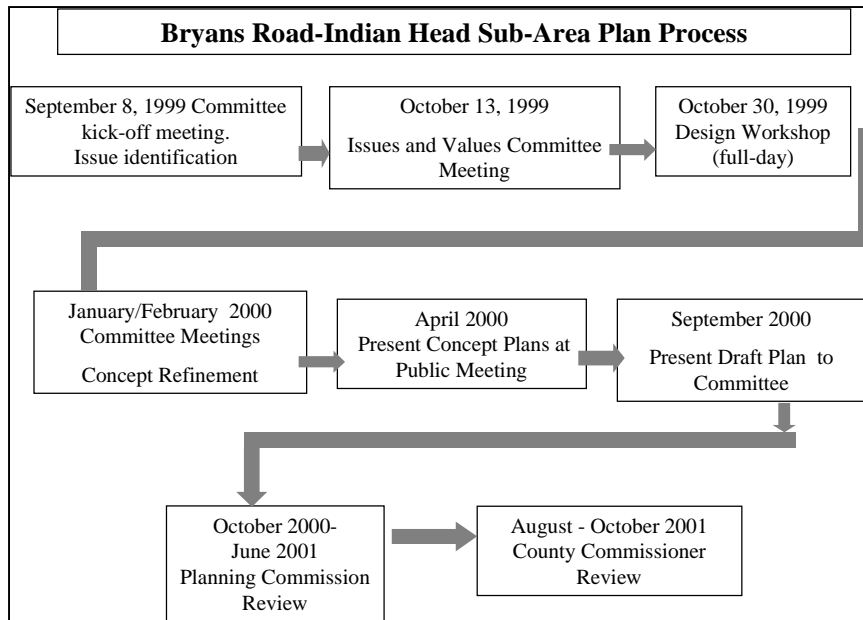 Bryans Road-Indian Head Sub-Area Plan Process
September 8, 1999 Committee
kick-off meeting.
Issue identification
October 13, 1999
Issues and Values Committee
Meeting
October 30, 1999
Design Workshop
(full-day)
January/February 2000
Committee Meetings
Concept Refinement
April 2000
Present Concept Plans at
Public Meeting
September 2000
Present Draft Plan to
Committee
October 2000-
June 2001
Planning Commission
Review
August - October 2001
County Commissioner
Review